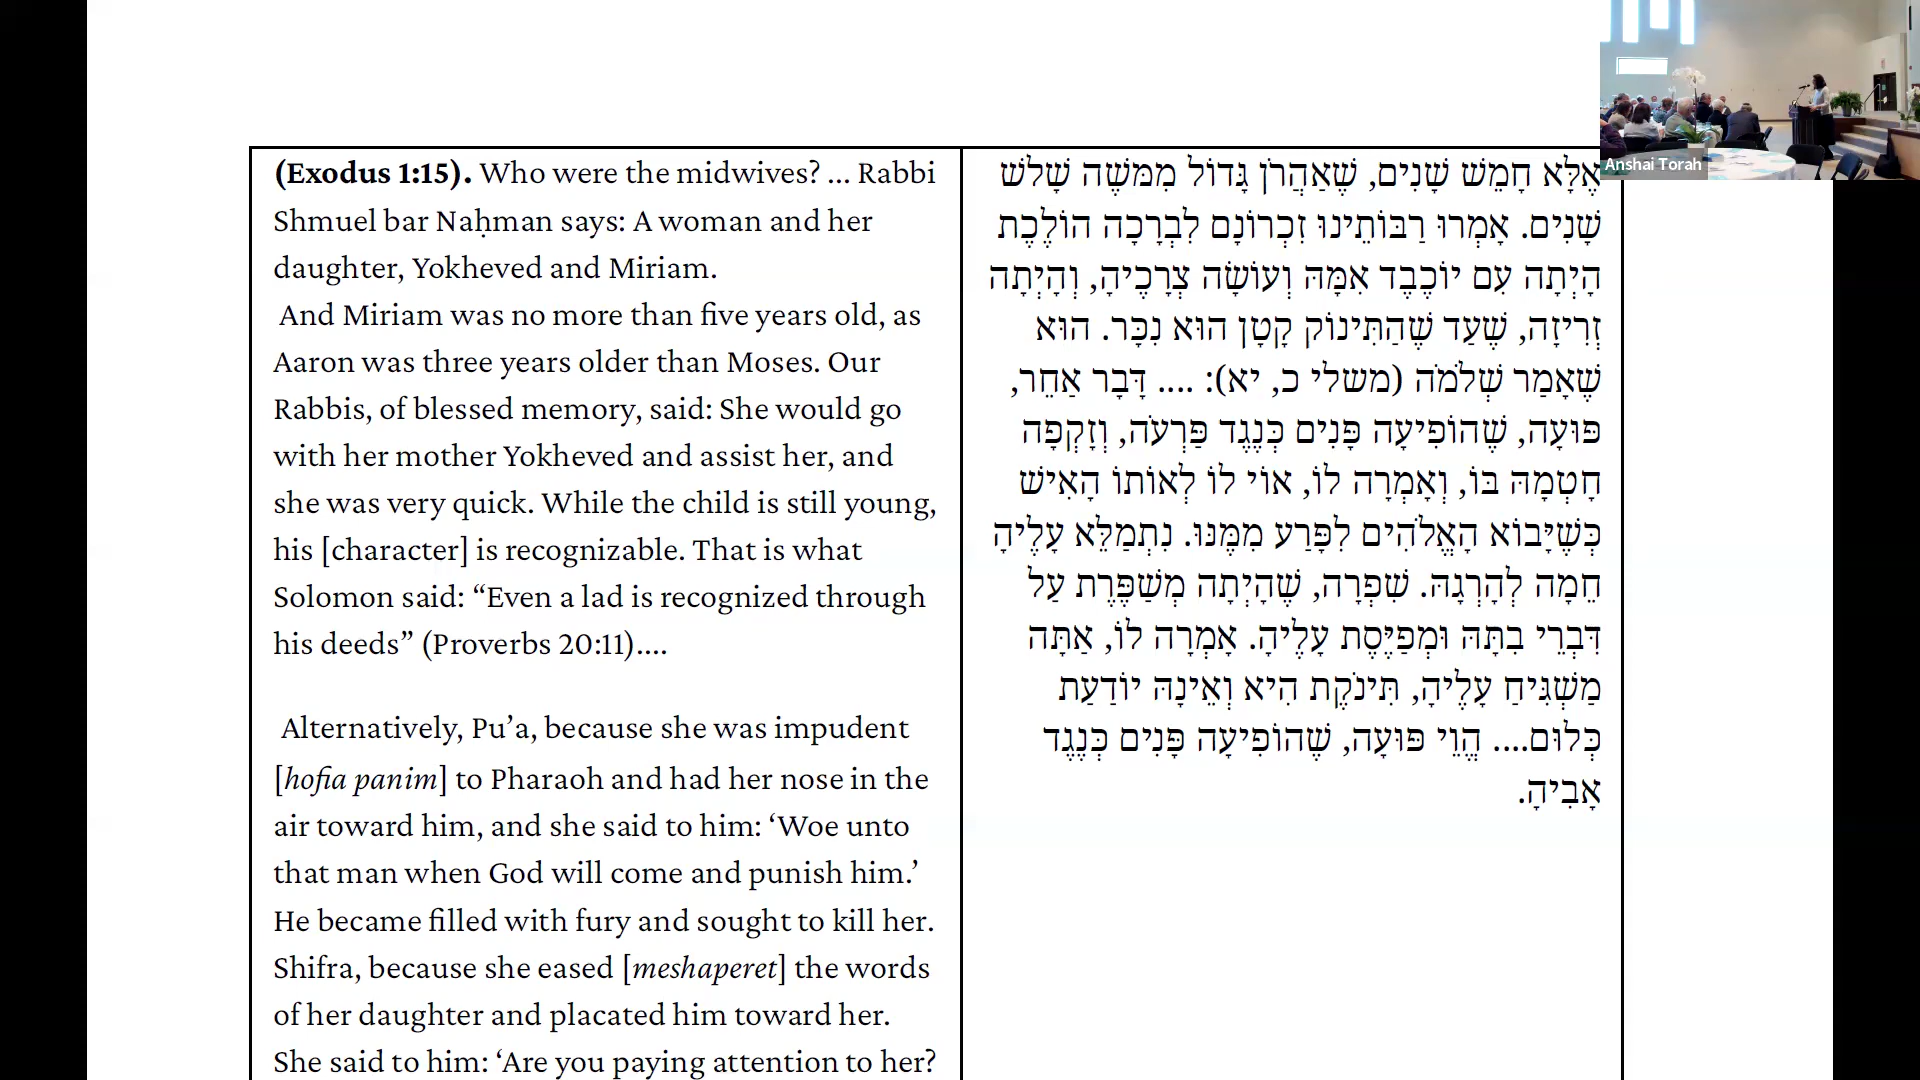 (Exodus 1:15). Who were the midwives? ... Rabbi
Shmuel bar Naḥman says: A woman and her
daughter, Yokheved and Miriam.
And Miriam was no more than five years old, as
Aaron was three years older than Moses. Our
Rabbis, of blessed memory, said: She would go
with her mother Yokheved and assist her, and
she was very quick. While the child is still young,
his [character] is recognizable. That is what
Solomon said: “Even a lad is recognized through
his deeds” (Proverbs 20:11)....
Alternatively, Pu’a, because she was impudent
[hofia panim] to Pharaoh and had her nose in the
air toward him, and she said to him: ‘Woe unto
that man when God will come and punish him.’
He became filled with fury and sought to kill her.
Shifra, because she eased [meshaperet] the words
of her daughter and placated him toward her.
She said to him: ‘Are you paying attention to her?
אֶלָּא חָמֵשׁ שָׁנִים, שֶׁאַהֲרֹן גָּדוֹל מִמּשֶׁה שָׁלשׁ
שָׁנִים. אָמְרוּ רַבּוֹתֵינוּ זִכְרוֹנָם לִבְרָכָה הוֹלֶכֶת
הָיְתָה עִם יוֹכֶבֶד אִמָּהּ וְעוֹשָׂה צְרָכֶיהָ, וְהָיְתָה
זְרִיזָה, שֶׁעַד שֶׁהַתִּינוֹק קָטָן הוּא נִכָּר. הוּא
שֶׁאָמַר שְׁלֹמֹה (משלי כ, יא): .... דָּבָר אַחֵר,
פּוּעָה, שֶׁהוֹפִיעָה פָּנִים כְּנֶגֶד פַּרְעֹה, וְזָקְפָה
חָטְמָהּ בּוֹ, וְאָמְרָה לוֹ, אוֹי לוֹ לְאוֹתוֹ הָאִישׁ
כְּשֶׁיָּבוֹא הָאֱלֹהִים לִפָּרַע מִמֶּנּוּ. נִתְמַלֵּא עָלֶיהָ
חֵמָה לְהָרְגָהּ. שִׁפְרָה, שֶׁהָיְתָה מְשַׁפֶּרֶת עַל
דִּבְרֵי בִתָּהּ וּמְפַיֶּסֶת עָלֶיהָ. אָמְרָה לוֹ, אַתָּה
מַשְׁגִּיחַ עָלֶיהָ, תִּינֹקֶת הִיא וְאֵינָהּ יוֹדַעַת
כְּלוּם.... הֱוֵי פּוּעָה, שֶׁהוֹפִיעָה פָּנִים כְּנֶגֶד
אָבִיהָ.
Anshai Torah